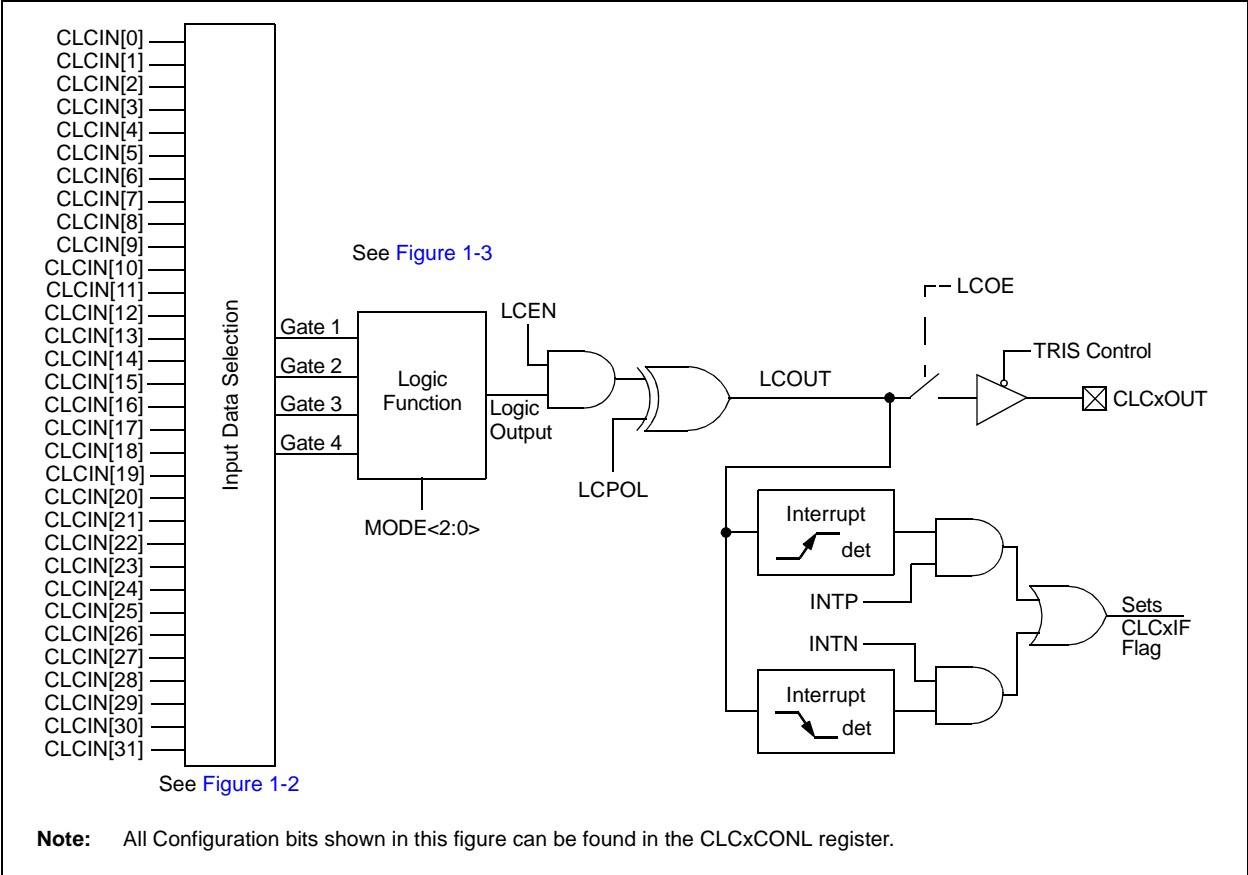 CLCIN[0]
CLCIN[1]
CLCIN[2]
CLCIN[3]
CLCIN[4]
CLCIN[5]
CLCIN[6]
CLCIN[7]
CLCIN[8]
CLCIN[9]
CLCIN[10]
CLCIN[11]
CLCIN[12]
CLCIN[13]
CLCIN[14]
CLCIN[15]
CLCIN[16]
CLCIN[17]
CLCIN[18]
CLCIN[19]
CLCIN[20]
CLCIN[21]
CLCIN[22]
CLCIN[23]
CLCIN[24]
CLCIN[25]
CLCIN[26]
CLCIN[27]
CLCIN[28]
CLCIN[29]
CLCIN[30]
CLCIN[31]
Input Data Selection
See Figure 1-2
Gate 1
Gate 2
Gate 3
Gate 4
See Figure 1-3
Logic
Function
MODE<2:0>
LCEN
Logic
Output
LCPOL
LCOUT
LCOE
TRIS Control
CLCxOUT
Interrupt
det
INTP
INTN
Interrupt
det
Sets
CLCxIF
Flag
Note: All Configuration bits shown in this figure can be found in the CLCxCONL register.